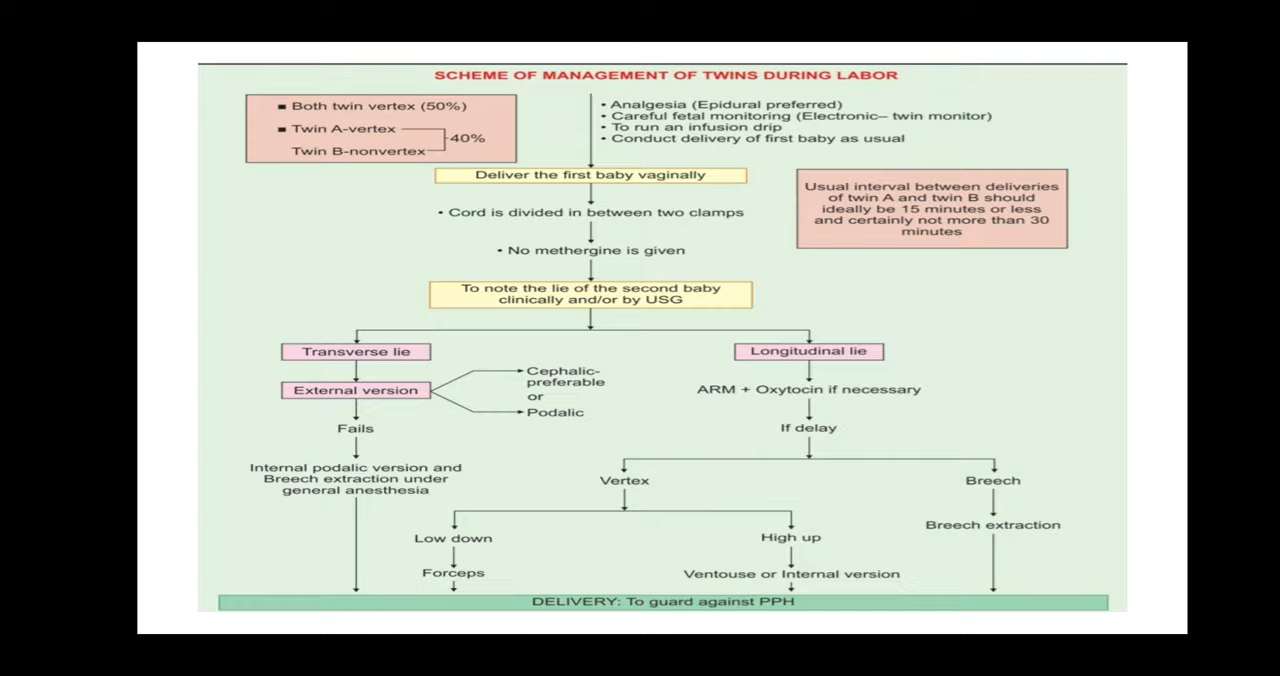 SCHEME OF MANAGEMENT OF TWINS DURING LABOR
■ Both twin vertex (50%)
■ Twin A-vertex
Twin B-nonvertex
40%
• Analgesia (Epidural preferred)
• Careful fetal monitoring (Electronic– twin monitor)
• To run an infusion drip
• Conduct delivery of first baby as usual
Deliver the first baby vaginally
Usual interval between deliveries
of twin A and twin B should
ideally be 15 minutes or less
and certainly not more than 30
minutes
• Cord is divided in between two clamps
• No methergine is given
To note the lie of the second baby
clinically and/or by USG
Transverse lie
External version
Cephalic-
preferable
or
Podalic
Fails
Internal podalic version and
Breech extraction under
general anesthesia
Longitudinal lie
ARM + Oxytocin if necessary
If delay
Vertex
Breech
Low down
Forceps
High up
Ventouse or Internal version
Breech extraction
DELIVERY: To guard against PPH